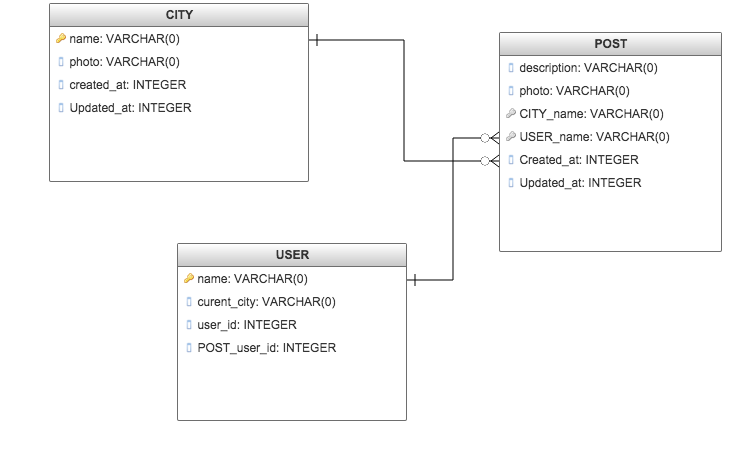 CITY
name: VARCHAR(0)
photo: VARCHAR(0)
created_at: INTEGER
Updated_at: INTEGER
POST
description: VARCHAR(0)
photo: VARCHAR(0)
CITY_name: VARCHAR(0)
USER_name: VARCHAR(0)
Created_at: INTEGER
Updated_at: INTEGER
USER
name: VARCHAR(0)
curent_city: VARCHAR(0)
user_id: INTEGER
POST_user_id: INTEGER